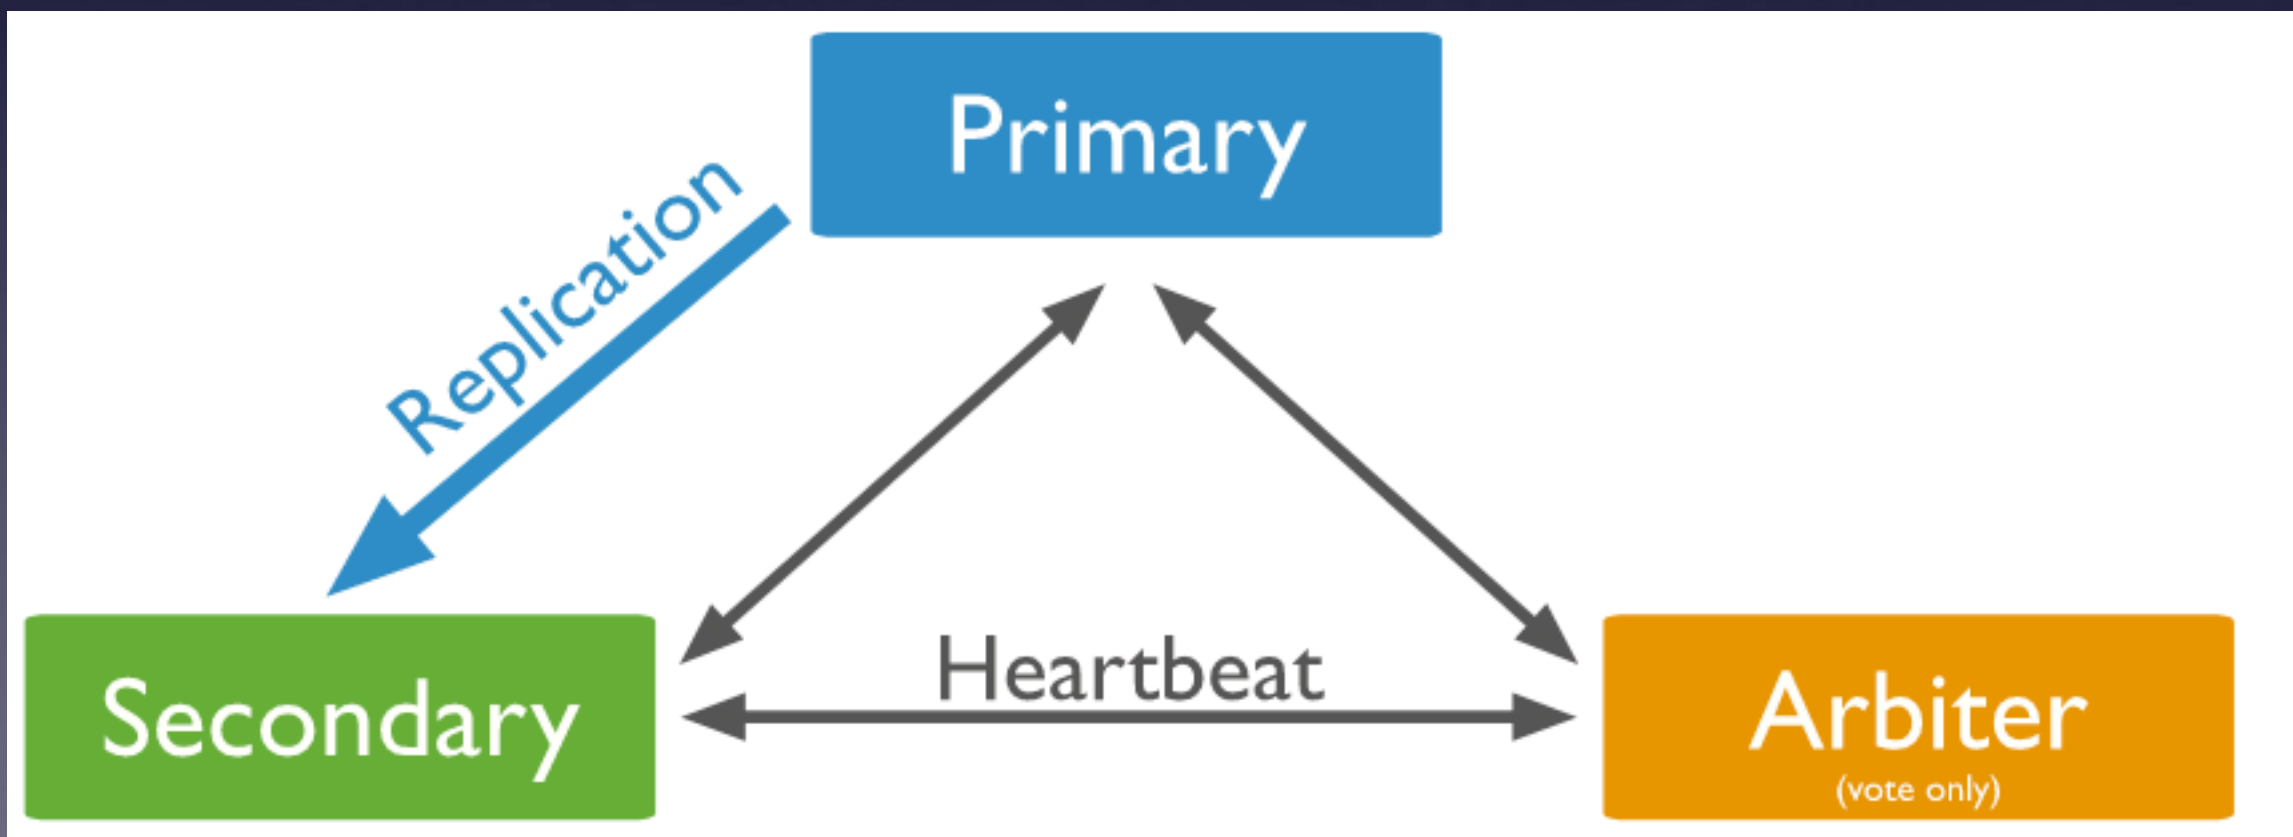 Primary
Replication
Heartbeat
Secondary
Arbiter
(vote only)